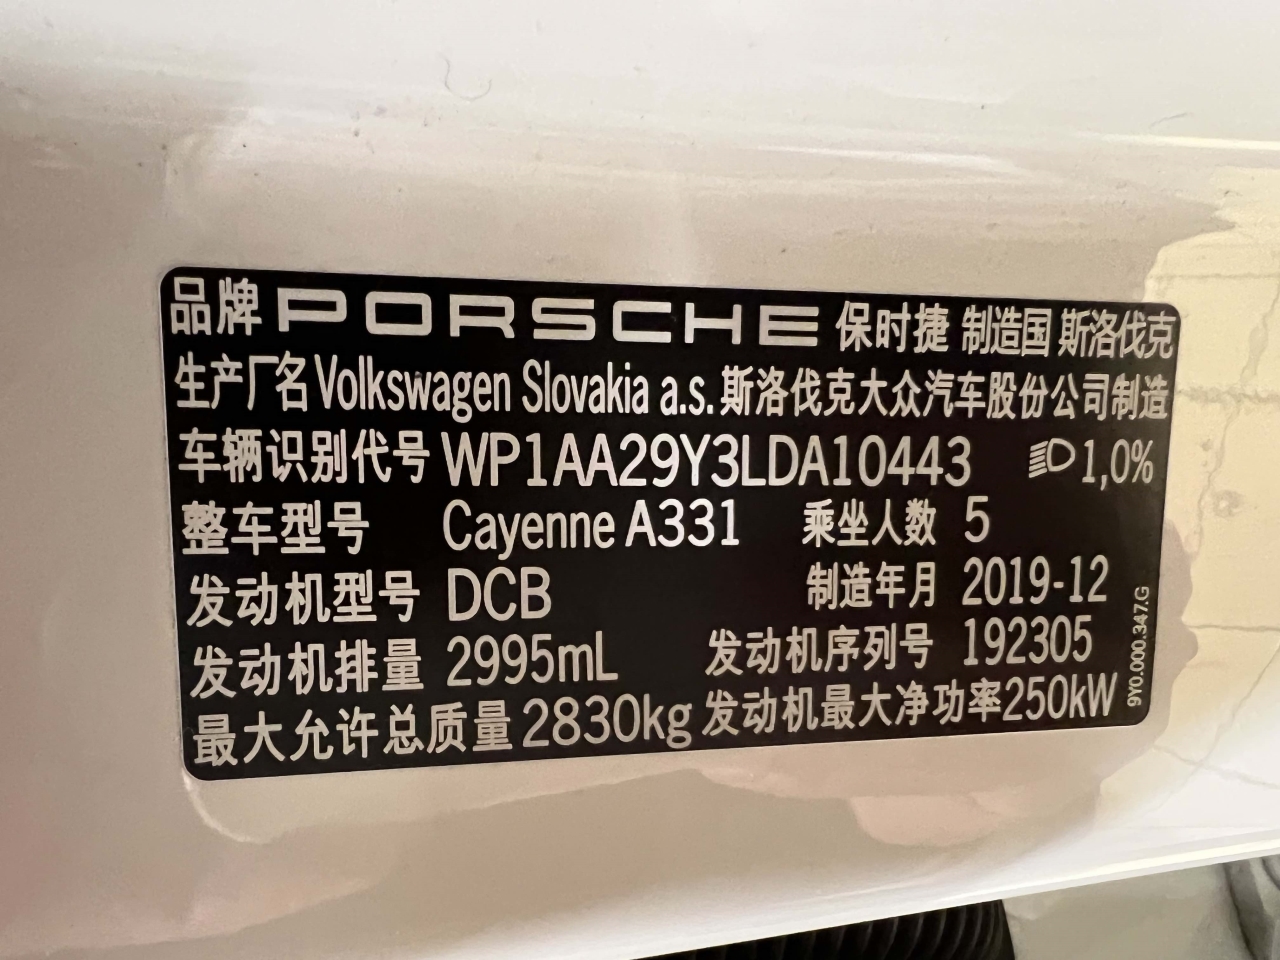 品牌 PORSCHE 保时捷 制造国 斯洛伐克
生产厂名 Volkswagen Slovakia a.s. 斯洛伐克大众汽车股份公司制造
车辆识别代号 WP1AA29Y3LDA10443 1,0%
整车型号 Cayenne A331 乘坐人数 5
发动机型号 DCB 制造年月 2019-12
发动机排量 2995mL 发动机序列号 192305
最大允许总质量 2830kg 发动机最大净功率 250kW
9Y0.000.347.G